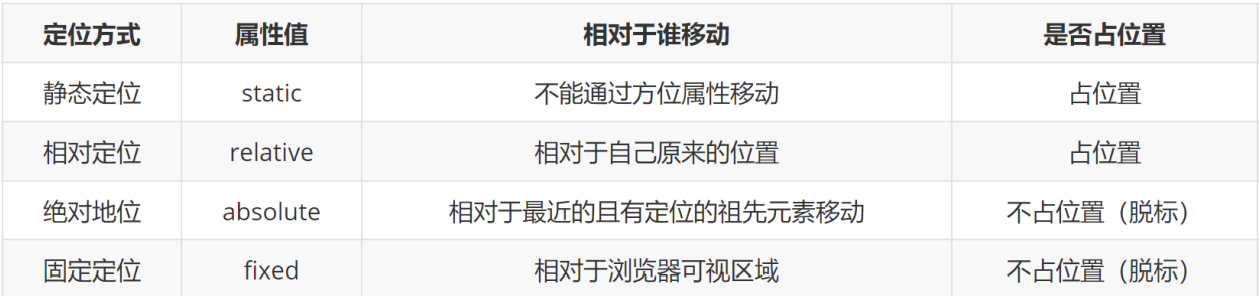 定位方式 属性值 相对于谁移动 是否占位置
静态定位 static 不能通过方位属性移动 占位置
相对定位 relative 相对于自己原来的位置 占位置
绝对地位 absolute 相对于最近的且有定位的祖先元素移动 不占位置（脱标）
固定定位 fixed 相对于浏览器可视区域 不占位置（脱标）